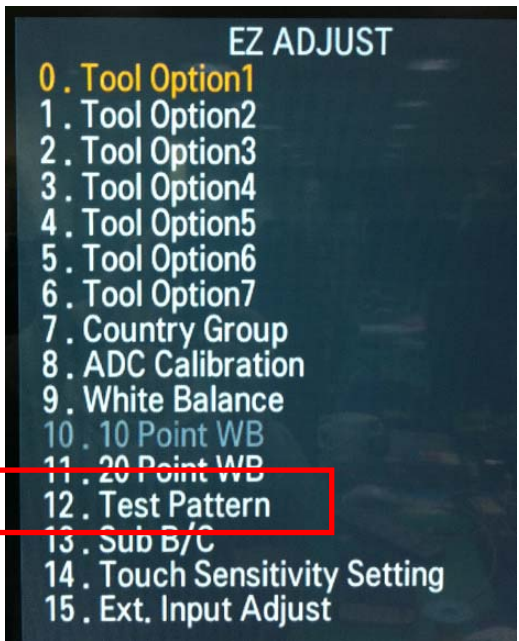 EZ ADJUST
0 . Tool Option1
1 . Tool Option2
2 . Tool Option3
3 . Tool Option4
4 . Tool Option5
5 . Tool Option6
6 . Tool Option7
7 . Country Group
8 . ADC Calibration
9 . White Balance
10 . 10 Point WB
11 . 20 Point WB
12 . Test Pattern
13 . Sub B/C
14 . Touch Sensitivity Setting
15 . Ext. Input Adjust